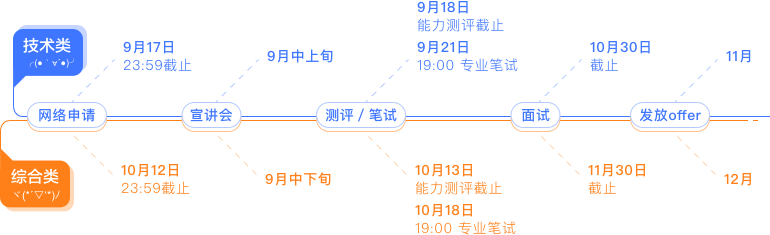 9月18日
能力测评截止
技术类
╭(●｀∀´●)╯
9月17日
23:59截止
9月中上旬
9月21日
19:00 专业笔试
10月30日
截止
11月
网络申请
宣讲会
测评 / 笔试
面试
发放offer
综合类
ヾ(*´▽‘*)ﾉ
10月12日
23:59截止
9月中下旬
10月13日
能力测评截止
10月18日
19:00 专业笔试
11月30日
截止
12月